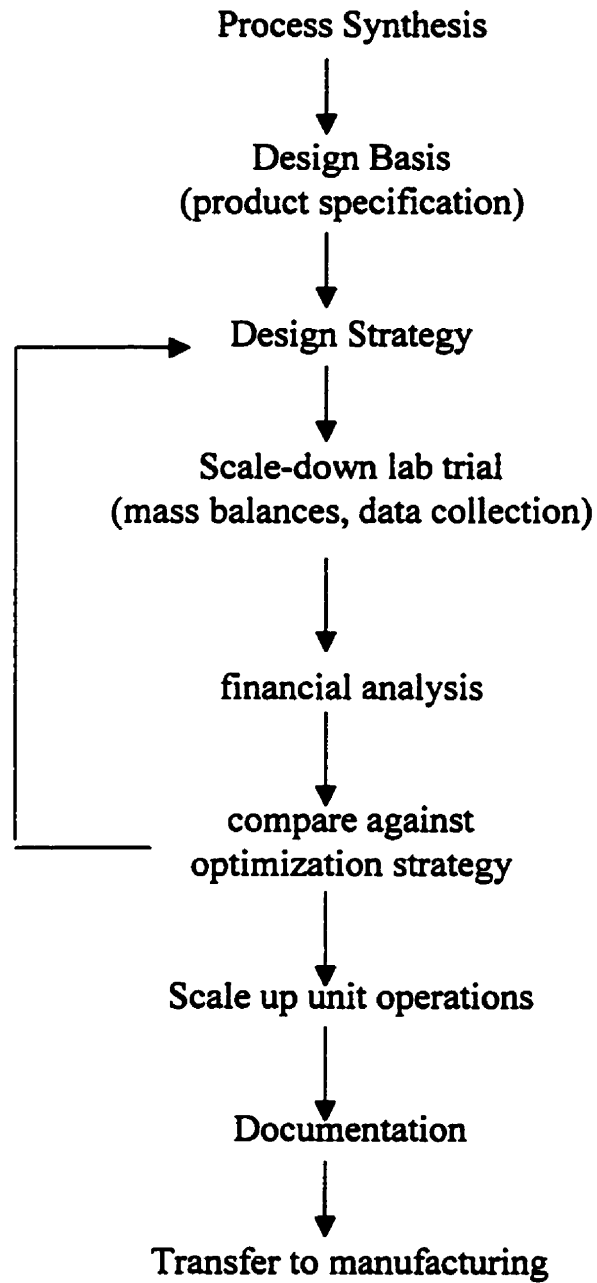 Process Synthesis
Design Basis
(product specification)
Design Strategy
Scale-down lab trial
(mass balances, data collection)
financial analysis
compare against
optimization strategy
Scale up unit operations
Documentation
Transfer to manufacturing